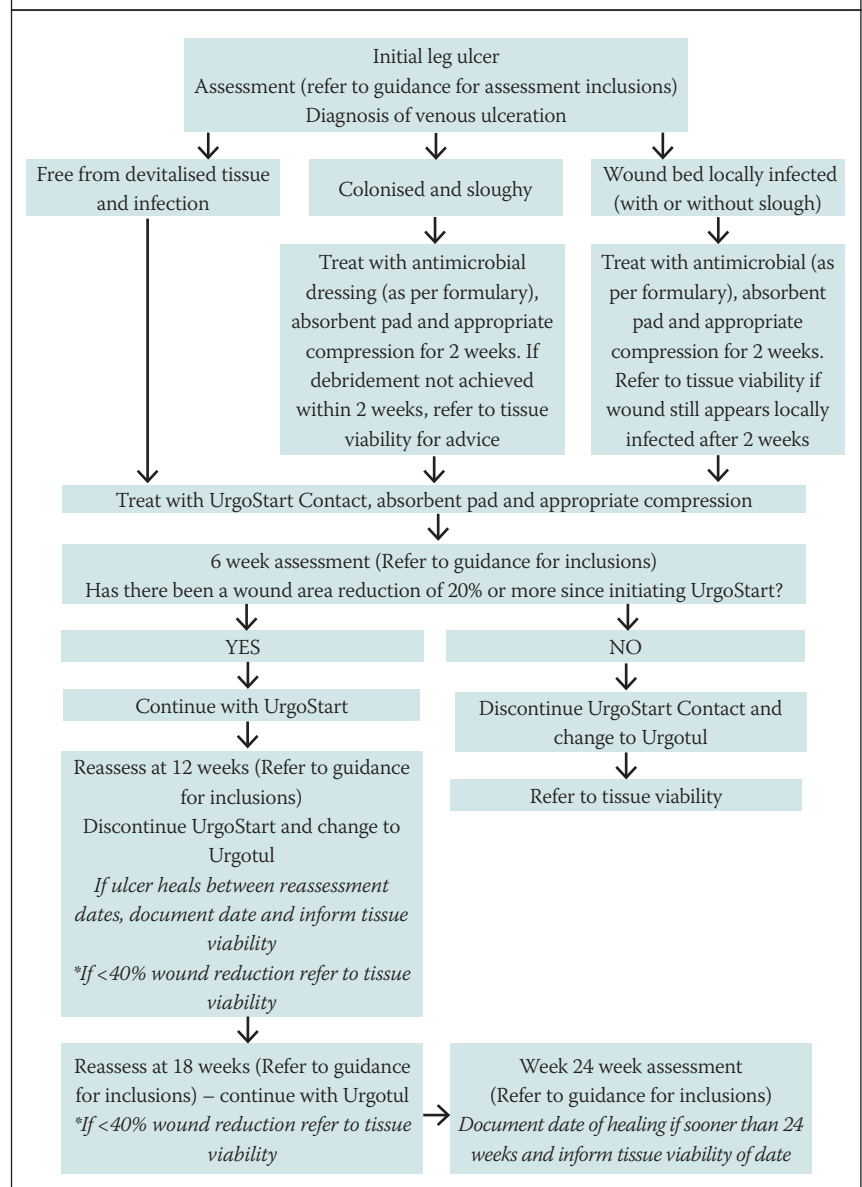 Initial leg ulcer
Assessment (refer to guidance for assessment inclusions)
Diagnosis of venous ulceration
Free from devitalised tissue
and infection
Colonised and sloughy
Wound bed locally infected
(with or without slough)
Treat with antimicrobial
dressing (as per formulary),
absorbent pad and appropriate
compression for 2 weeks. If
debridement not achieved
within 2 weeks, refer to tissue
viability for advice
Treat with antimicrobial (as
per formulary), absorbent
pad and appropriate
compression for 2 weeks.
Refer to tissue viability if
wound still appears locally
infected after 2 weeks
Treat with UrgoStart Contact, absorbent pad and appropriate compression
6 week assessment (Refer to guidance for inclusions)
Has there been a wound area reduction of 20% or more since initiating UrgoStart?
YES
NO
Continue with UrgoStart
Discontinue UrgoStart Contact and
change to Urgotul
Reassess at 12 weeks (Refer to guidance
for inclusions)
Discontinue UrgoStart and change to
Urgotul
If ulcer heals between reassessment
dates, document date and inform tissue
viability
*If <40% wound reduction refer to tissue
viability
Refer to tissue viability
Reassess at 18 weeks (Refer to guidance
for inclusions) – continue with Urgotul
*If <40% wound reduction refer to tissue
viability
Week 24 week assessment
(Refer to guidance for inclusions)
Document date of healing if sooner than 24
weeks and inform tissue viability of date